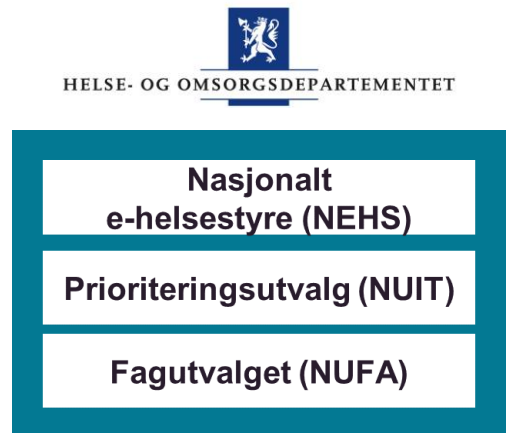 HELSE- OG OMSORGSDEPARTEMENTET
Nasjonalt
e-helsestyre (NEHS)
Prioriteringsutvalg (NUIT)
Fagutvalget (NUFA)